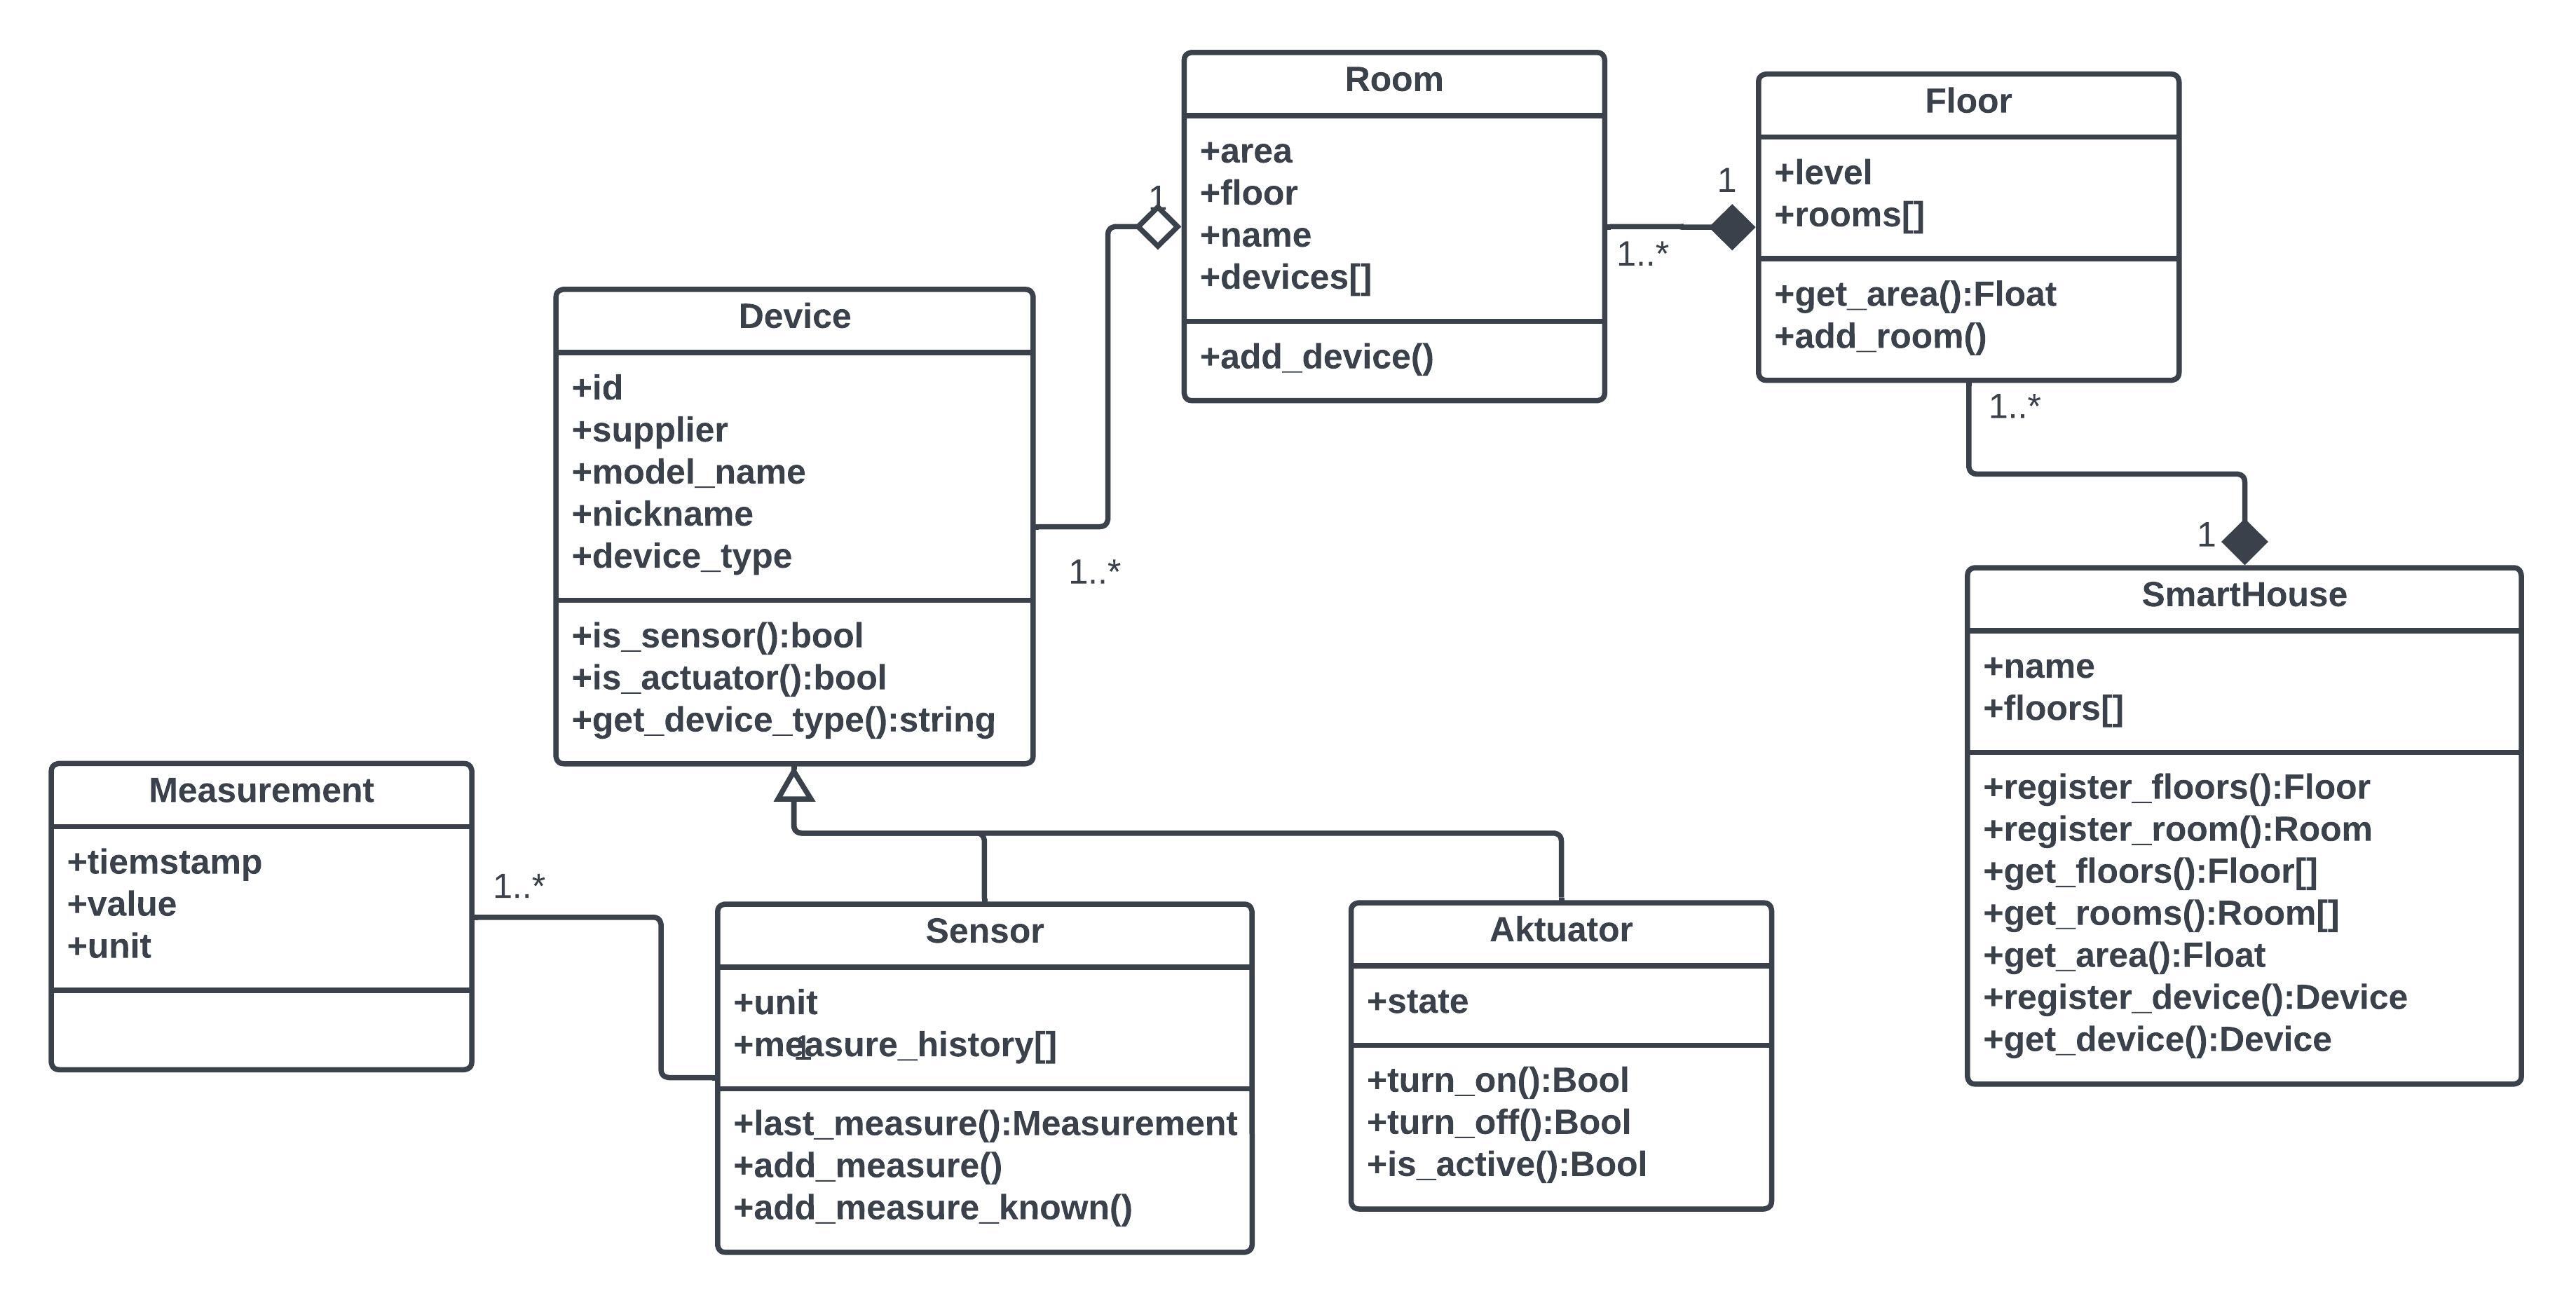 Room
+area
+floor
+name
+devices[]
+add_device()
1
1..*
1
Floor
+level
+rooms[]
+get_area():Float
+add_room()
1..*
1
Device
+id
+supplier
+model_name
+nickname
+device_type
+is_sensor():bool
+is_actuator():bool
+get_device_type():string
1..*
SmartHouse
+name
+floors[]
+register_floors():Floor
+register_room():Room
+get_floors():Floor[]
+get_rooms():Room[]
+get_area():Float
+register_device():Device
+get_device():Device
Measurement
+tiemstamp
+value
+unit
1..*
Sensor
+unit
+measure_history[]
1
+last_measure():Measurement
+add_measure()
+add_measure_known()
Aktuator
+state
+turn_on():Bool
+turn_off():Bool
+is_active():Bool